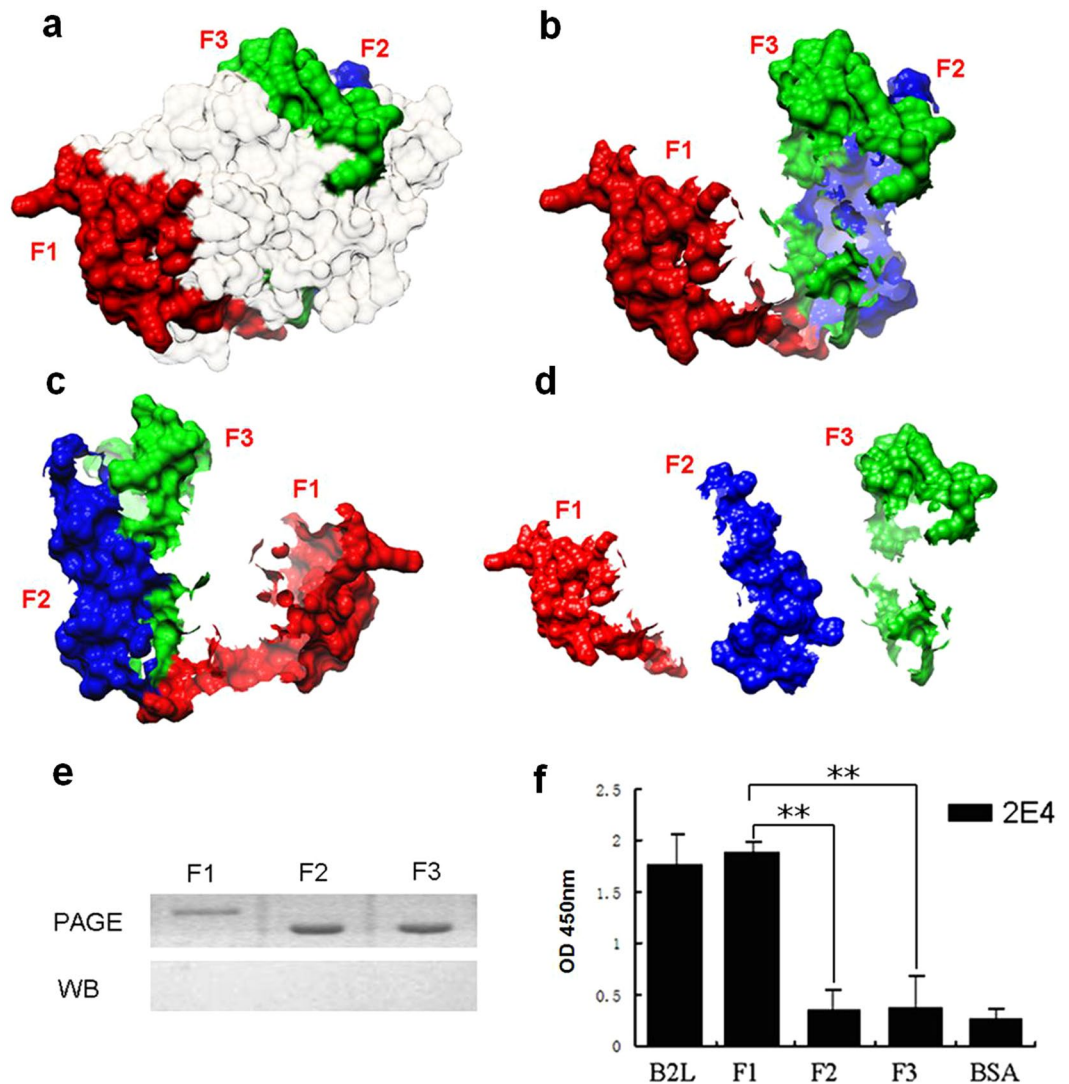 a
F3
F2
F1
b
F3
F2
F1
c
F3
F1
F2
d
F3
F2
F1
e
F1 F2 F3
PAGE
WB
f
**
**
2E4
OD 450nm
2.5
2
1.5
1
0.5
0
B2L F1 F2 F3 BSA